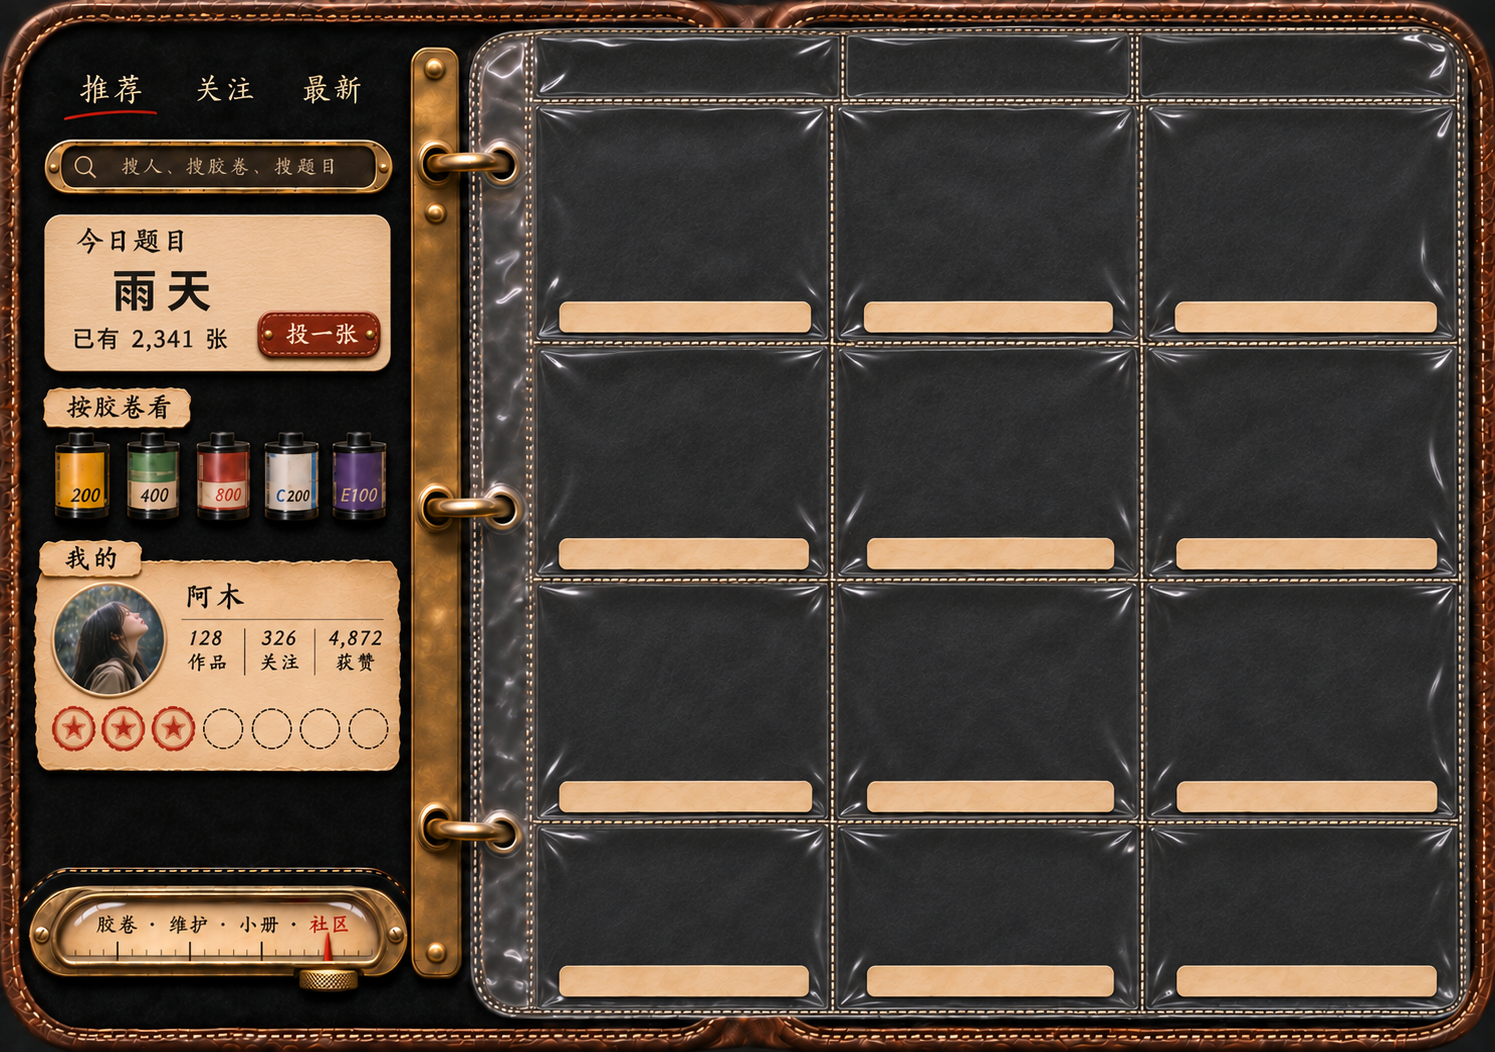 推荐 关注 最新
搜人、搜胶卷、搜题目
今日题目
雨天
已有 2,341 张
投一张
按胶卷看
200 400 800 C200 E100
我的
阿木
128 326 4,872
作品 关注 获赞
胶卷 · 维护 · 小册 · 社区